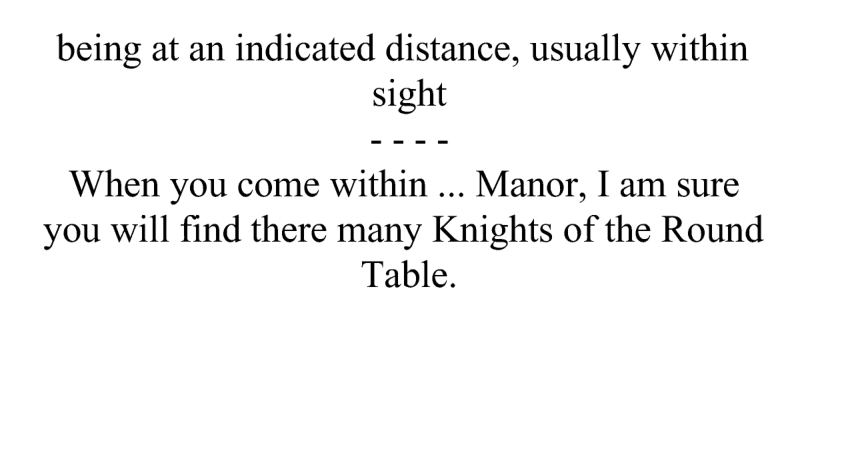 being at an indicated distance, usually within
sight
- - - -
When you come within ... Manor, I am sure
you will find there many Knights of the Round
Table.